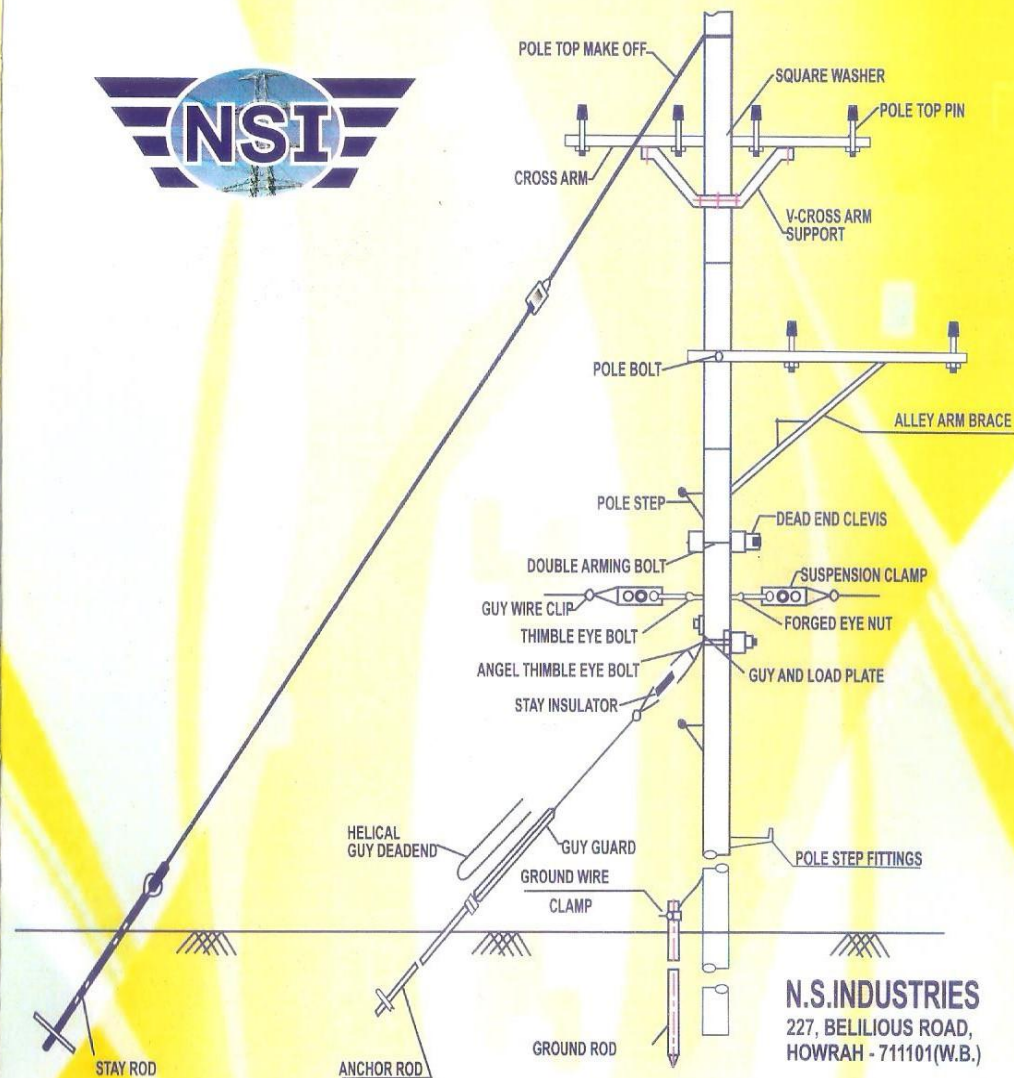 POLE TOP MAKE OFF
SQUARE WASHER
NSI
POLE TOP PIN
CROSS ARM
V-CROSS ARM
SUPPORT
POLE BOLT
ALLEY ARM BRACE
POLE STEP
DEAD END CLEVIS
DOUBLE ARMING BOLT
SUSPENSION CLAMP
GUY WIRE CLIP
FORGED EYE NUT
THIMBLE EYE BOLT
ANGEL THIMBLE EYE BOLT
GUY AND LOAD PLATE
STAY INSULATOR
HELICAL
GUY DEADEND
GUY GUARD
POLE STEP FITTINGS
GROUND WIRE
CLAMP
N.S.INDUSTRIES
227, BELILIOUS ROAD,
HOWRAH - 711101(W.B.)
GROUND ROD
STAY ROD
ANCHOR ROD